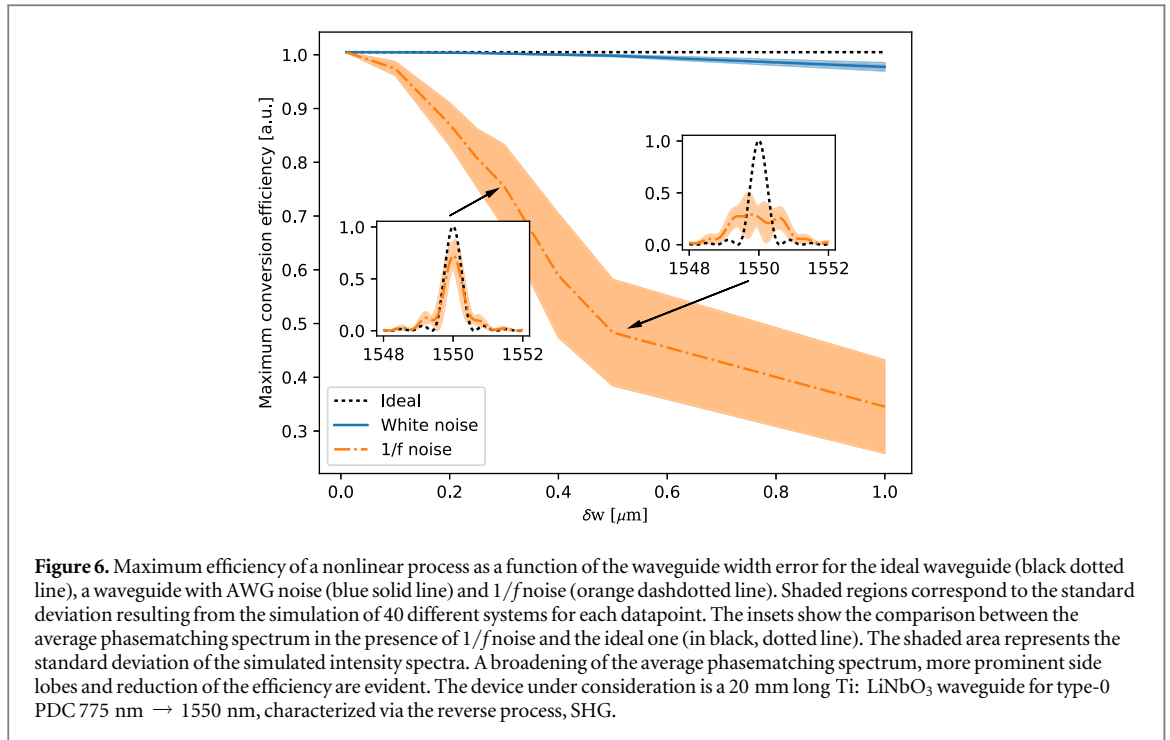 1.0
0.9
0.8
0.7
0.6
0.5
0.4
0.3
Maximum conversion efficiency [a.u.]
1.0
0.5
0.0
1548 1550 1552
1.0
0.5
0.0
1548 1550 1552
Ideal
White noise
1/f noise
0.0 0.2 0.4 0.6 0.8 1.0
δw [μm]
Figure 6. Maximum efficiency of a nonlinear process as a function of the waveguide width error for the ideal waveguide (black dotted
line), a waveguide with AWG noise (blue solid line) and 1/f noise (orange dashdotted line). Shaded regions correspond to the standard
deviation resulting from the simulation of 40 different systems for each datapoint. The insets show the comparison between the
average phasematching spectrum in the presence of 1/f noise and the ideal one (in black, dotted line). The shaded area represents the
standard deviation of the simulated intensity spectra. A broadening of the average phasematching spectrum, more prominent side
lobes and reduction of the efficiency are evident. The device under consideration is a 20 mm long Ti: LiNbO₃ waveguide for type-0
PDC 775 nm → 1550 nm, characterized via the reverse process, SHG.